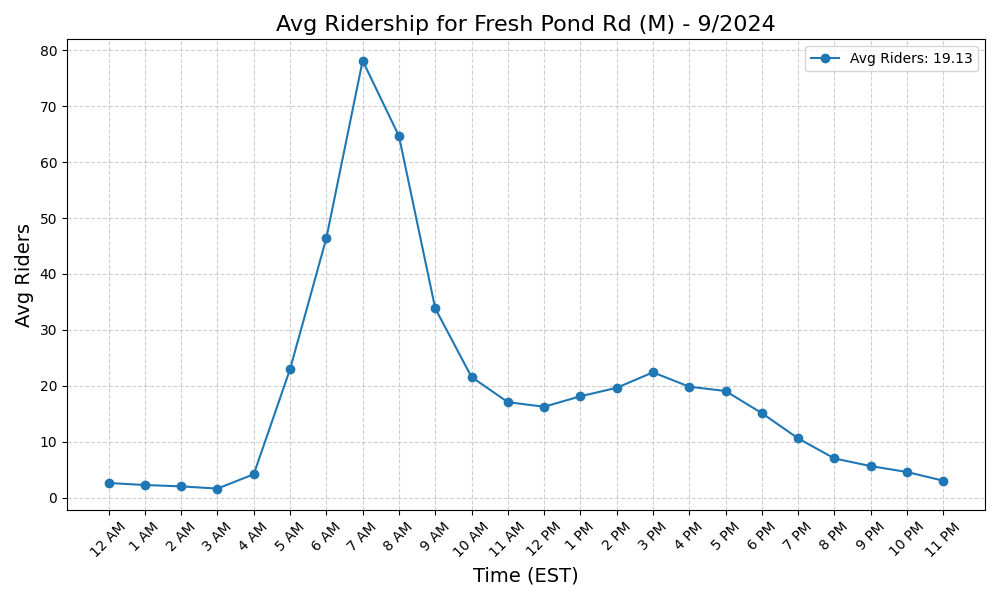 Avg Ridership for Fresh Pond Rd (M) - 9/2024
Avg Riders: 19.13
Avg Riders
80
70
60
50
40
30
20
10
0
12 AM
1 AM
2 AM
3 AM
4 AM
5 AM
6 AM
7 AM
8 AM
9 AM
10 AM
11 AM
12 PM
1 PM
2 PM
3 PM
4 PM
5 PM
6 PM
7 PM
8 PM
9 PM
10 PM
11 PM
Time (EST)